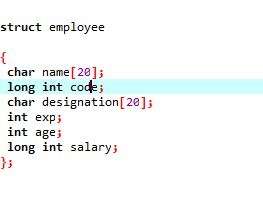 struct employee
{
char name[20];
long int code;
char designation[20];
int exp;
int age;
long int salary;
};